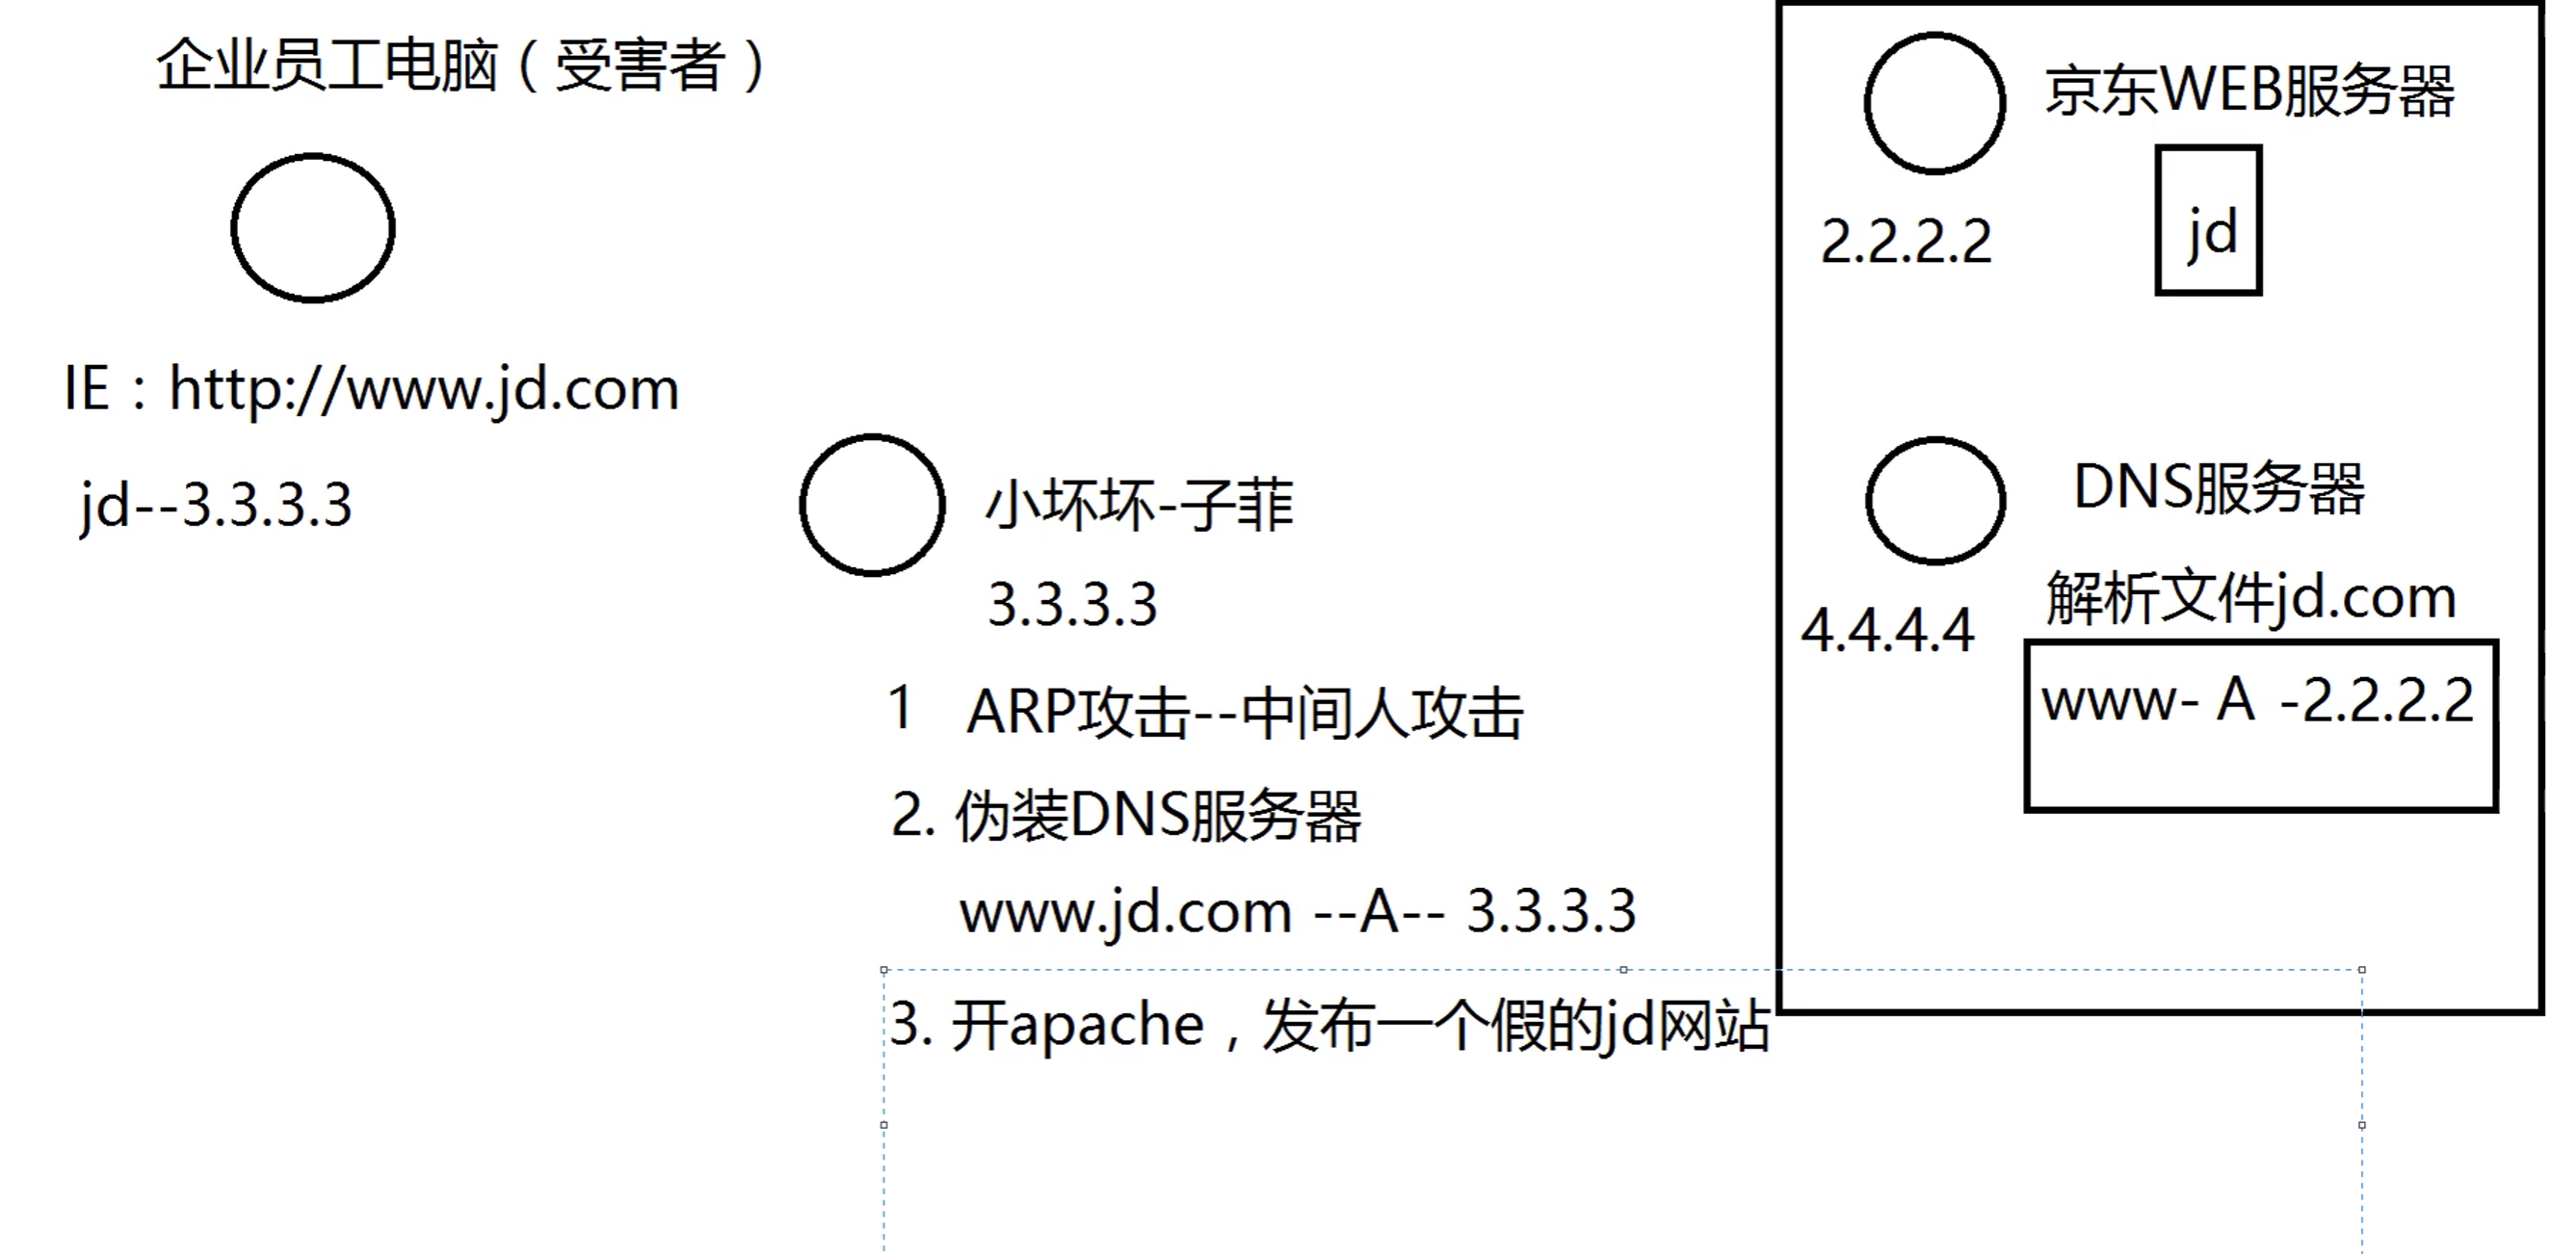 企业员工电脑（受害者）
IE：http://www.jd.com
jd--3.3.3.3
小坏坏-子菲
3.3.3.3
1 ARP攻击--中间人攻击
2. 伪装DNS服务器
www.jd.com --A-- 3.3.3.3
3. 开apache，发布一个假的jd网站
京东WEB服务器
jd
2.2.2.2
DNS服务器
解析文件jd.com
4.4.4.4
www- A -2.2.2.2